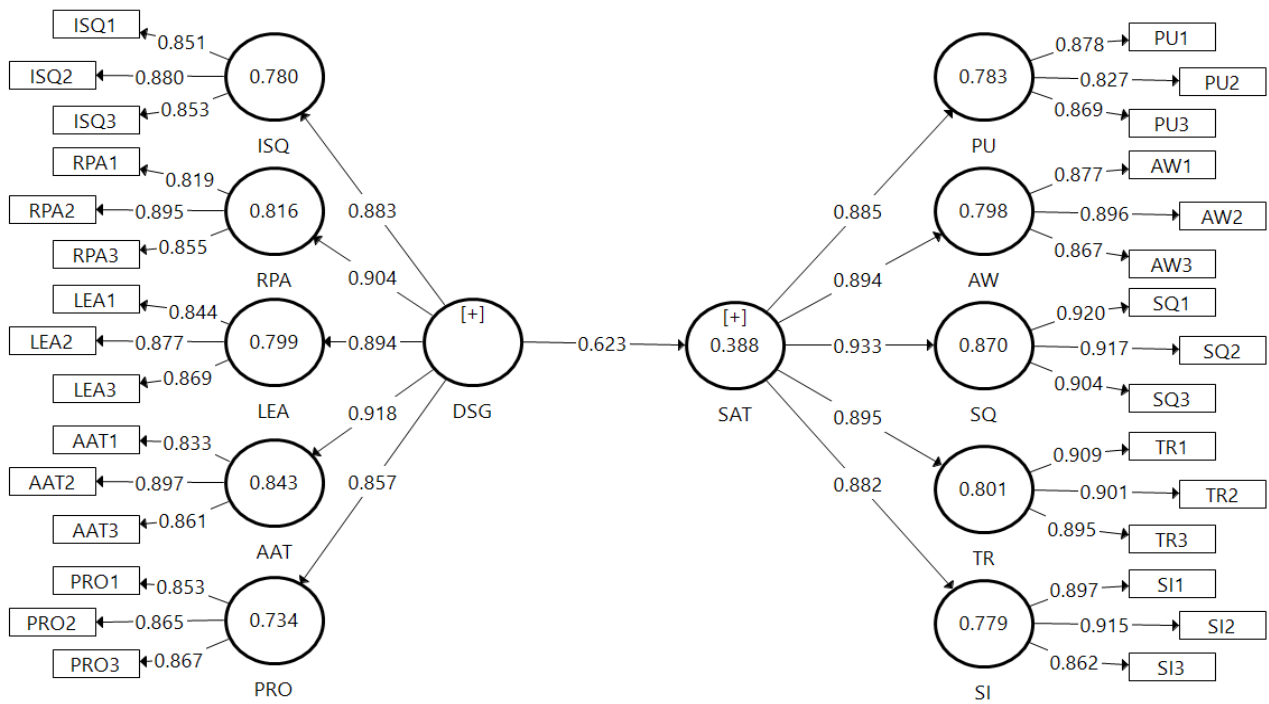 ISQ1
0.851
ISQ2
0.880
0.780
ISQ3
0.853
ISQ
RPA1
0.819
RPA2
0.895
0.816
RPA3
0.855
RPA
LEA1
0.844
LEA2
0.877
0.799
LEA3
0.869
LEA
AAT1
0.833
AAT2
0.897
0.843
AAT3
0.861
AAT
PRO1
0.853
PRO2
0.865
0.734
PRO3
0.867
PRO
0.883
0.904
0.894
0.918
0.857
[+]
DSG
0.623
[+]
0.388
SAT
0.885
0.894
0.933
0.895
0.882
0.783
PU
0.878
PU1
0.827
PU2
0.869
PU3
0.798
AW
0.877
AW1
0.896
AW2
0.867
AW3
0.870
SQ
0.920
SQ1
0.917
SQ2
0.904
SQ3
0.801
TR
0.909
TR1
0.901
TR2
0.895
TR3
0.779
SI
0.897
SI1
0.915
SI2
0.862
SI3